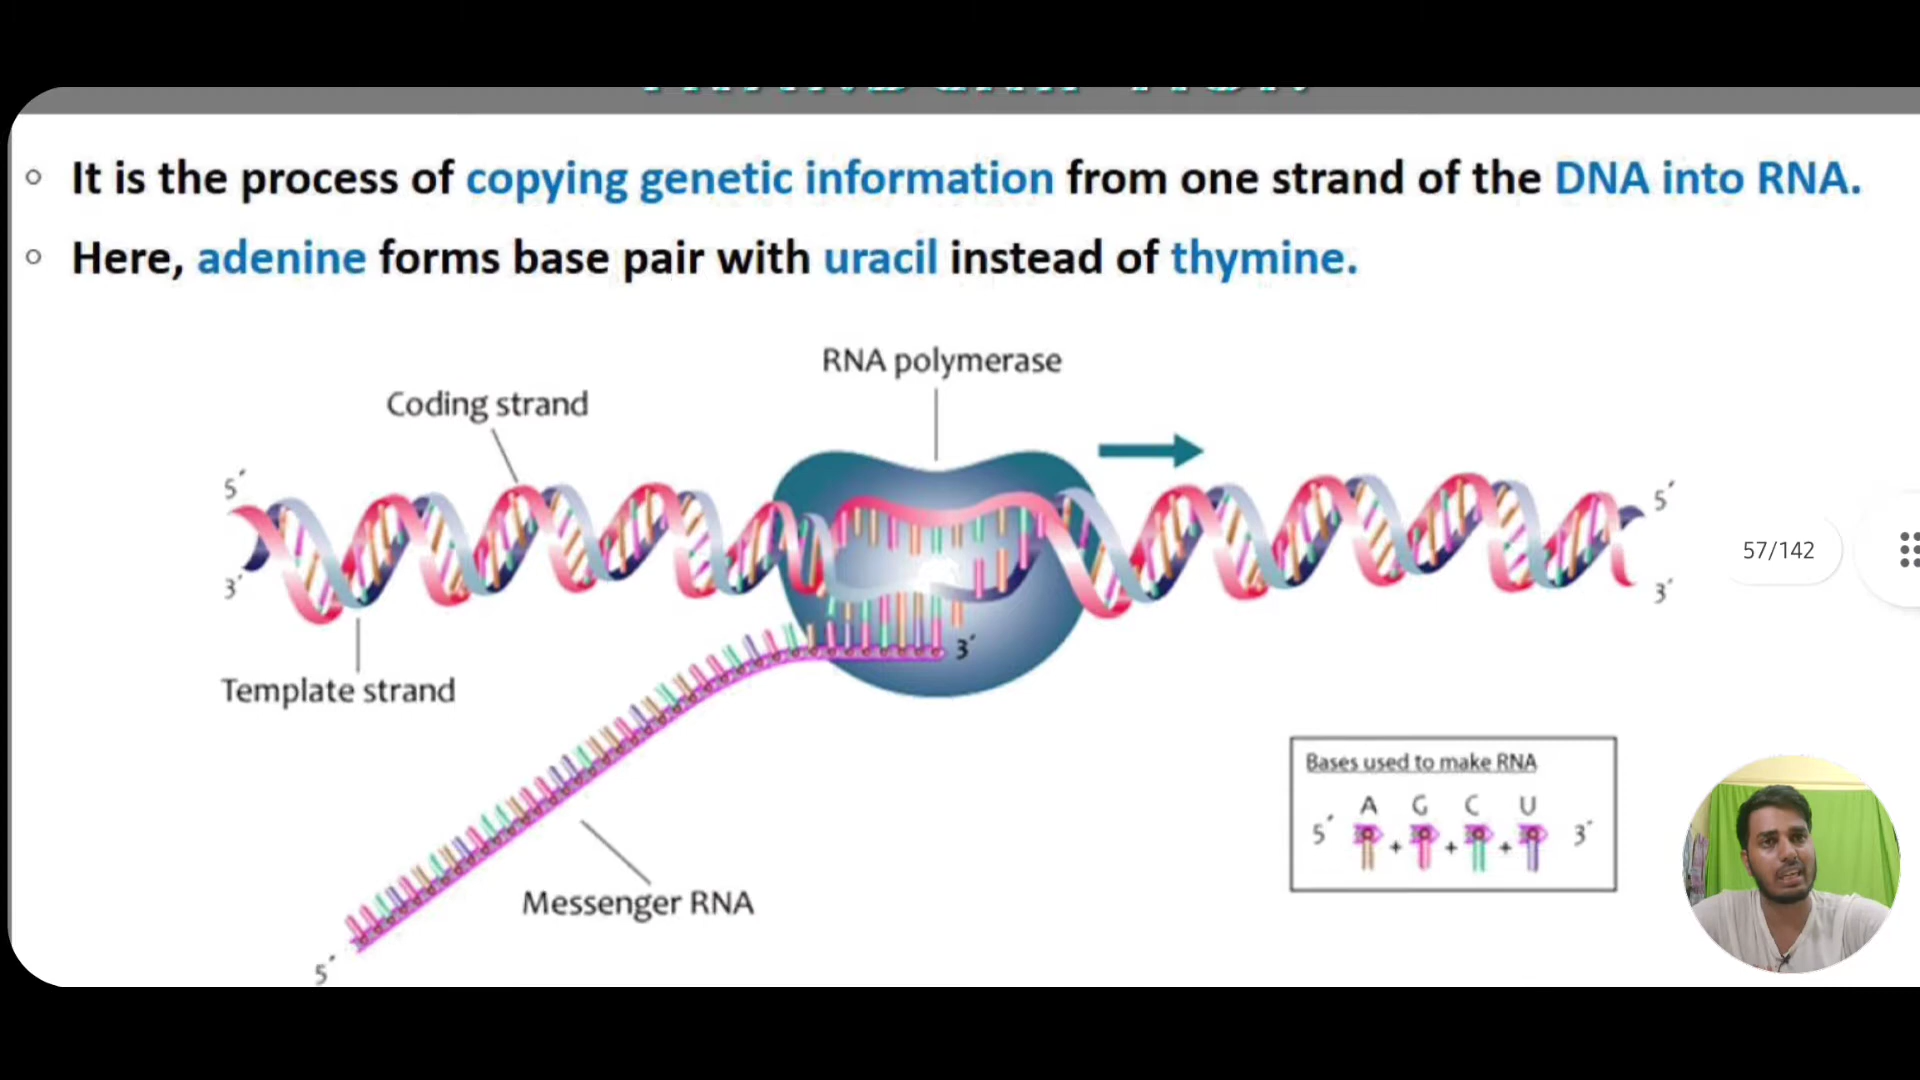 It is the process of copying genetic information from one strand of the DNA into RNA.
Here, adenine forms base pair with uracil instead of thymine.
RNA polymerase
Coding strand
5´
5´
57/142
3´
3´
3´
Template strand
Bases used to make RNA
A G C U
5´ + + + 3´
Messenger RNA
5´